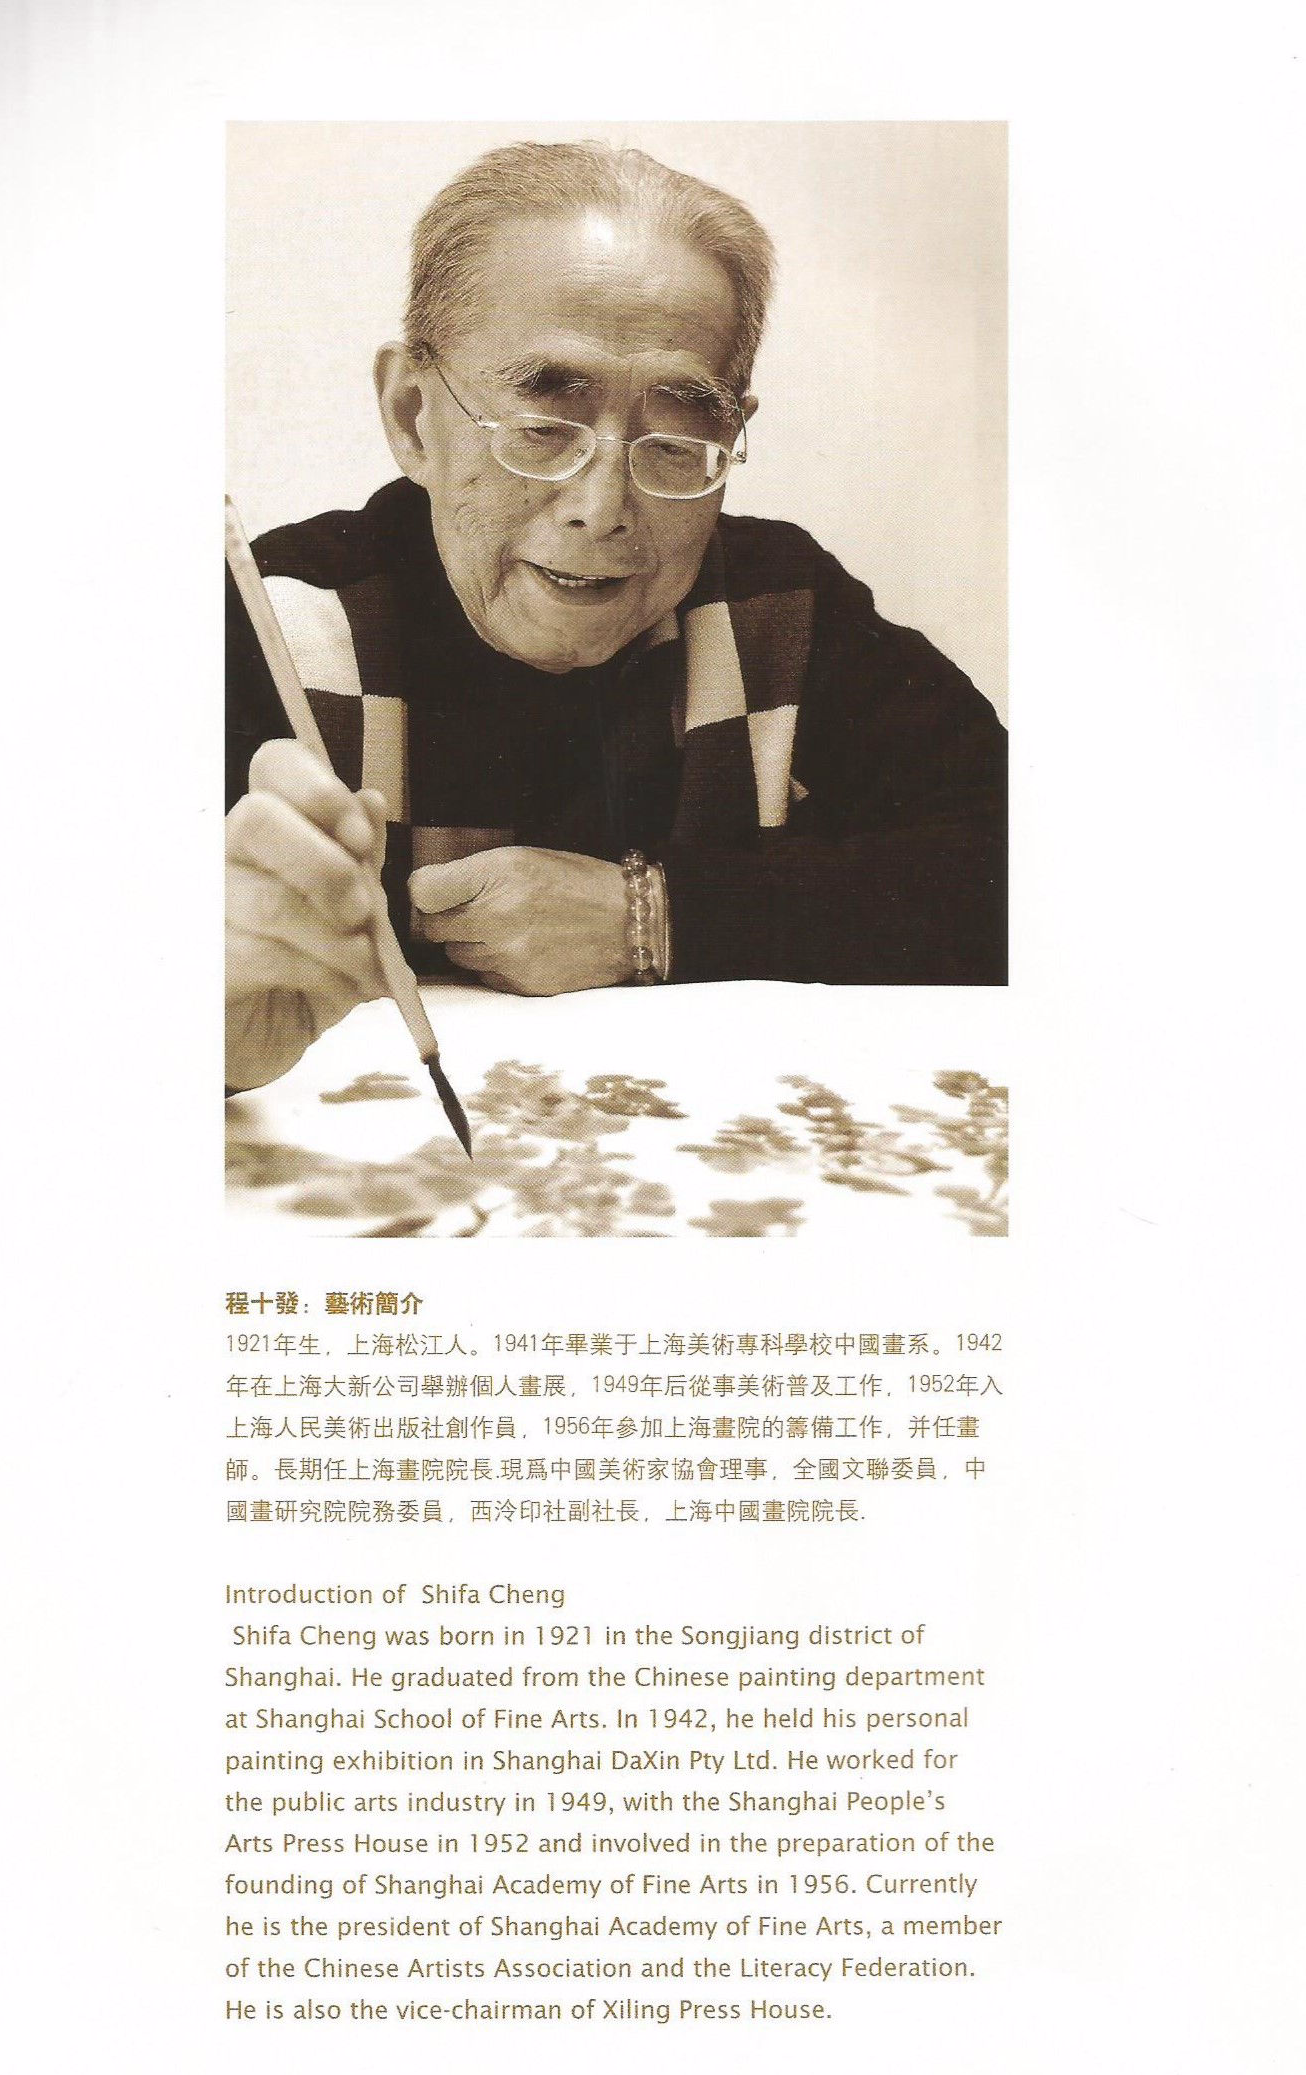 程十發：藝術簡介
1921年生，上海松江人。1941年畢業于上海美術專科學校中國畫系。1942
年在上海大新公司舉辦個人畫展，1949年后從事美術普及工作，1952年入
上海人民美術出版社創作員，1956年參加上海畫院的籌備工作，并任畫
師。長期任上海畫院院長.現爲中國美術家協會理事，全國文聯委員，中
國畫研究院院務委員，西泠印社副社長，上海中國畫院院長.
Introduction of Shifa Cheng
Shifa Cheng was born in 1921 in the Songjiang district of
Shanghai. He graduated from the Chinese painting department
at Shanghai School of Fine Arts. In 1942, he held his personal
painting exhibition in Shanghai DaXin Pty Ltd. He worked for
the public arts industry in 1949, with the Shanghai People's
Arts Press House in 1952 and involved in the preparation of the
founding of Shanghai Academy of Fine Arts in 1956. Currently
he is the president of Shanghai Academy of Fine Arts, a member
of the Chinese Artists Association and the Literacy Federation.
He is also the vice-chairman of Xiling Press House.